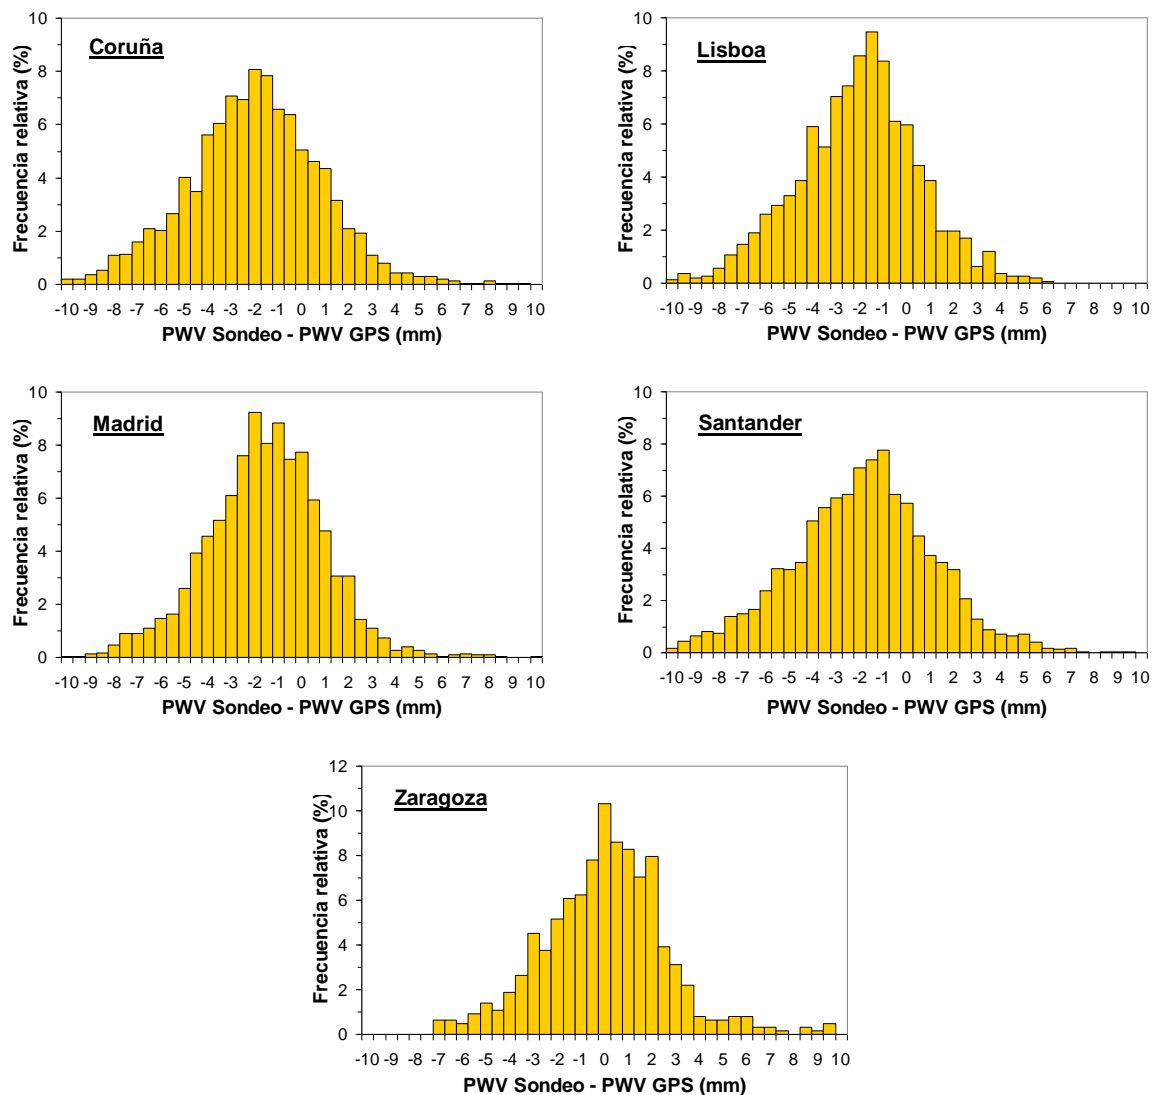 Coruña
Frecuencia relativa (%)
10
8
6
4
2
0
-10 -9 -8 -7 -6 -5 -4 -3 -2 -1 0 1 2 3 4 5 6 7 8 9 10
PWV Sondeo - PWV GPS (mm)
Lisboa
Frecuencia relativa (%)
10
8
6
4
2
0
-10 -9 -8 -7 -6 -5 -4 -3 -2 -1 0 1 2 3 4 5 6 7 8 9 10
PWV Sondeo - PWV GPS (mm)
Madrid
Frecuencia relativa (%)
10
8
6
4
2
0
-10 -9 -8 -7 -6 -5 -4 -3 -2 -1 0 1 2 3 4 5 6 7 8 9 10
PWV Sondeo - PWV GPS (mm)
Santander
Frecuencia relativa (%)
10
8
6
4
2
0
-10 -9 -8 -7 -6 -5 -4 -3 -2 -1 0 1 2 3 4 5 6 7 8 9 10
PWV Sondeo - PWV GPS (mm)
Zaragoza
Frecuencia relativa (%)
12
10
8
6
4
2
0
-10 -9 -8 -7 -6 -5 -4 -3 -2 -1 0 1 2 3 4 5 6 7 8 9 10
PWV Sondeo - PWV GPS (mm)